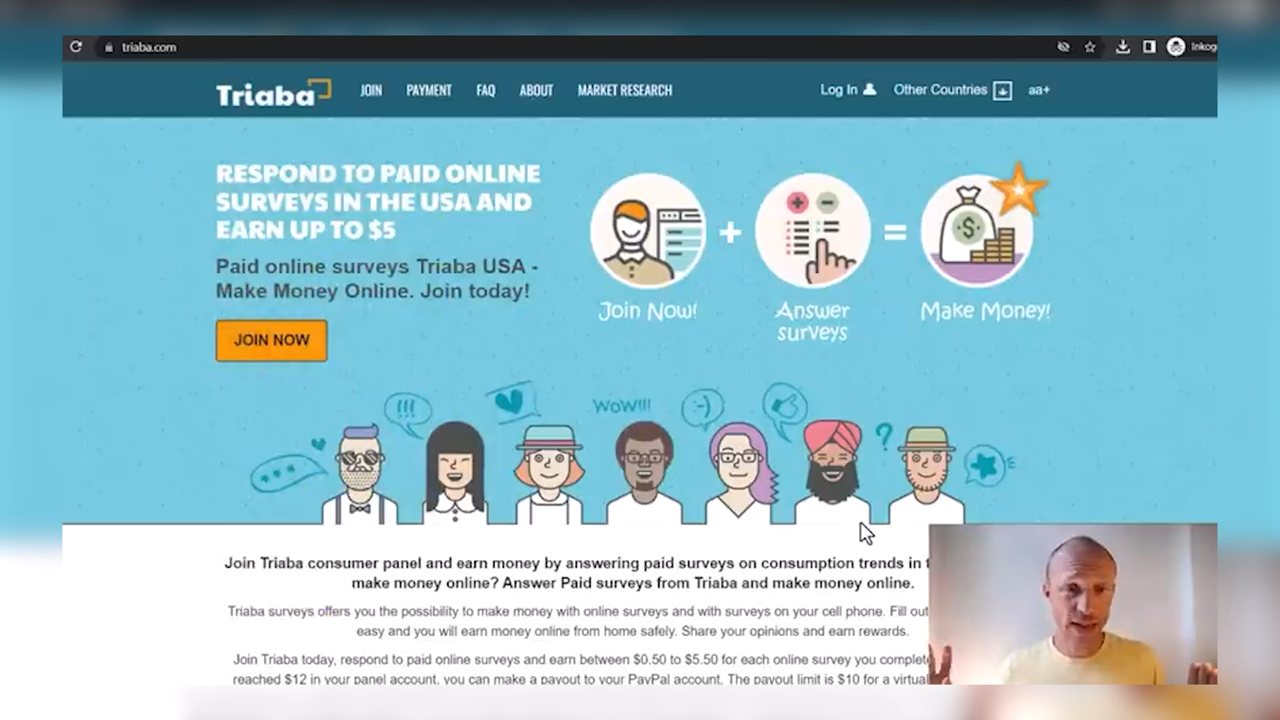 triaba.com
Inkog
Triaba
JOIN PAYMENT FAQ ABOUT MARKET RESEARCH
Log In Other Countries aa+
RESPOND TO PAID ONLINE
SURVEYS IN THE USA AND
EARN UP TO $5
Paid online surveys Triaba USA -
Make Money Online. Join today!
JOIN NOW
Join Now!
Answer
surveys
Make Money!
!!!
WOW!!!
:-)
?
Join Triaba consumer panel and earn money by answering paid surveys on consumption trends in t
make money online? Answer Paid surveys from Triaba and make money online.
Triaba surveys offers you the possibility to make money with online surveys and with surveys on your cell phone. Fill out
easy and you will earn money online from home safely. Share your opinions and earn rewards.
Join Triaba today, respond to paid online surveys and earn between $0.50 to $5.50 for each online survey you complet
reached $12 in your panel account, you can make a payout to your PayPal account. The payout limit is $10 for a virtual